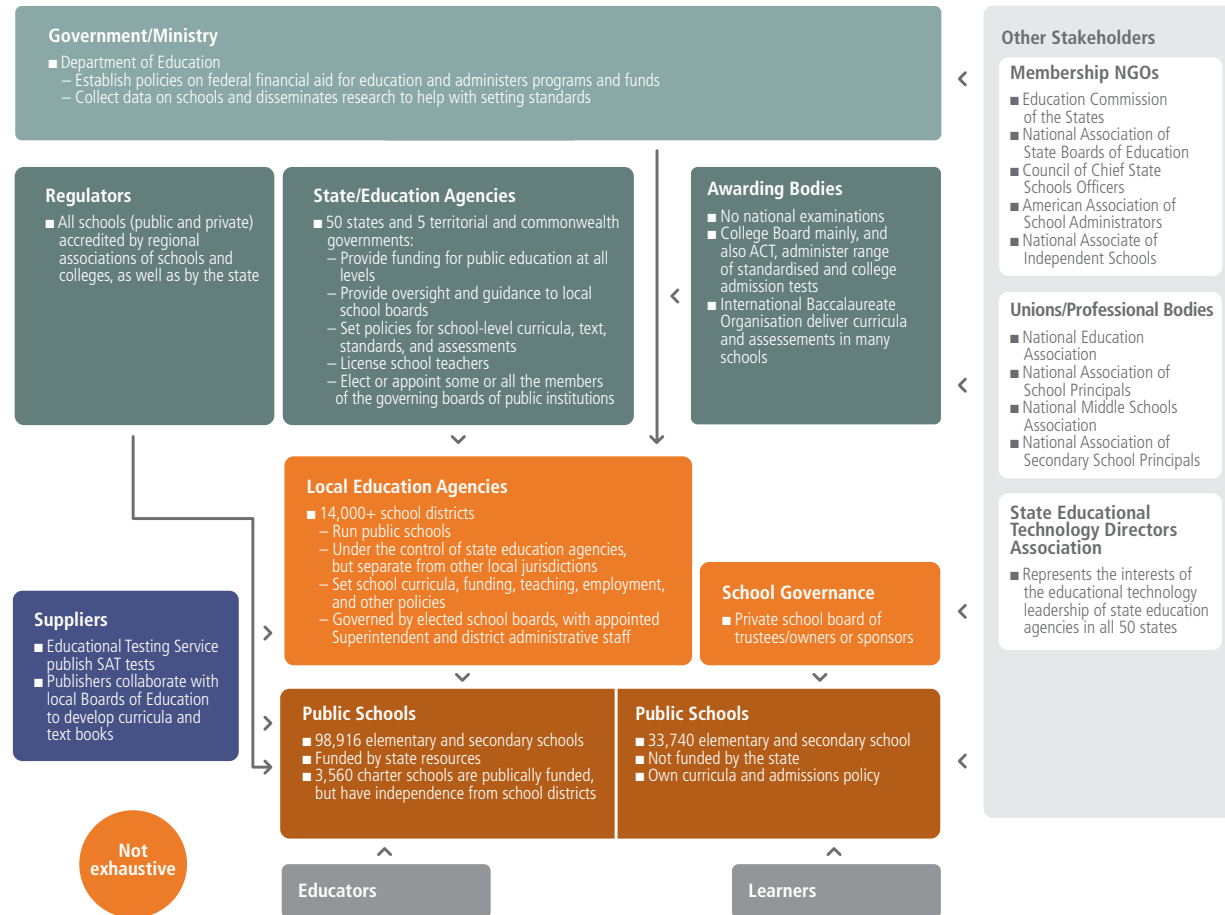 Government/Ministry
■ Department of Education
– Establish policies on federal financial aid for education and administers programs and funds
– Collect data on schools and disseminates research to help with setting standards
Regulators
■ All schools (public and private)
accredited by regional
associations of schools and
colleges, as well as by the state
State/Education Agencies
■ 50 states and 5 territorial and commonwealth
governments:
– Provide funding for public education at all
levels
– Provide oversight and guidance to local
school boards
– Set policies for school-level curricula, text,
standards, and assessments
– License school teachers
– Elect or appoint some or all the members
of the governing boards of public institutions
Awarding Bodies
■ No national examinations
■ College Board mainly, and
also ACT, administer range
of standardised and college
admission tests
■ International Baccalaureate
Organisation deliver curricula
and assessements in many
schools
Local Education Agencies
■ 14,000+ school districts
– Run public schools
– Under the control of state education agencies,
but separate from other local jurisdictions
– Set school curricula, funding, teaching, employment,
and other policies
– Governed by elected school boards, with appointed
Superintendent and district administrative staff
School Governance
■ Private school board of
trustees/owners or sponsors
Suppliers
■ Educational Testing Service
publish SAT tests
■ Publishers collaborate with
local Boards of Education
to develop curricula and
text books
Public Schools
■ 98,916 elementary and secondary schools
■ Funded by state resources
■ 3,560 charter schools are publically funded,
but have independence from school districts
Public Schools
■ 33,740 elementary and secondary school
■ Not funded by the state
■ Own curricula and admissions policy
Not
exhaustive
Educators
Learners
Other Stakeholders
Membership NGOs
■ Education Commission
of the States
■ National Association of
State Boards of Education
■ Council of Chief State
Schools Officers
■ American Association of
School Administrators
■ National Associate of
Independent Schools
Unions/Professional Bodies
■ National Education
Association
■ National Association of
School Principals
■ National Middle Schools
Association
■ National Association of
Secondary School Principals
State Educational
Technology Directors
Association
■ Represents the interests of
the educational technology
leadership of state education
agencies in all 50 states